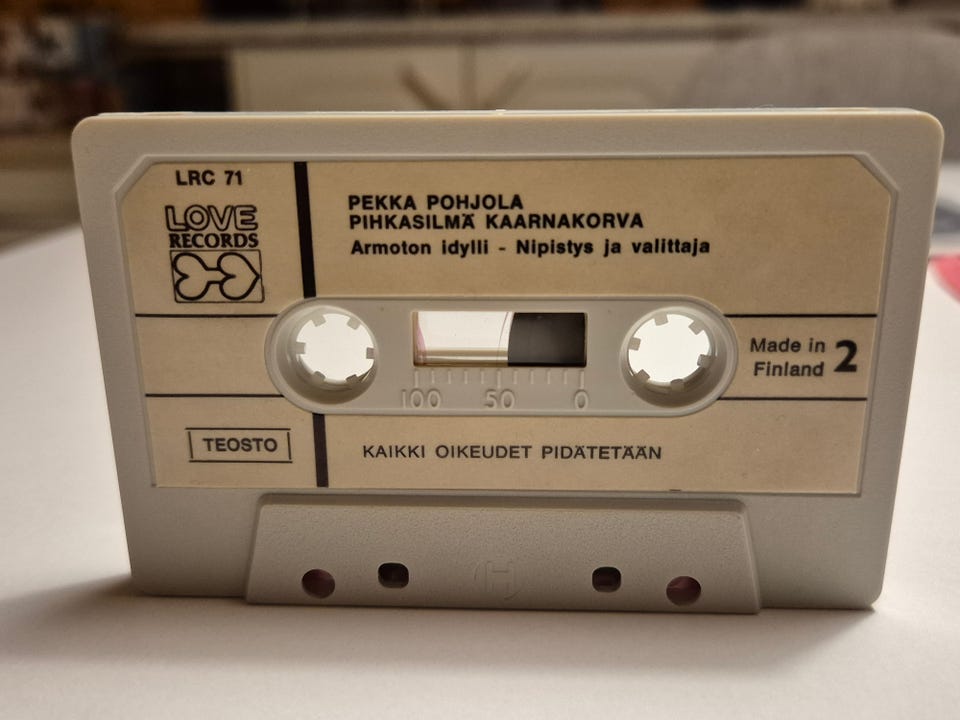 LRC 71
LOVE
RECORDS
PEKKA POHJOLA
PIHKASILMÄ KAARNAKORVA
Armoton idylli - Nipistys ja valittaja
100 50 0
Made in
Finland
2
TEOSTO
KAIKKI OIKEUDET PIDÄTETÄÄN
H